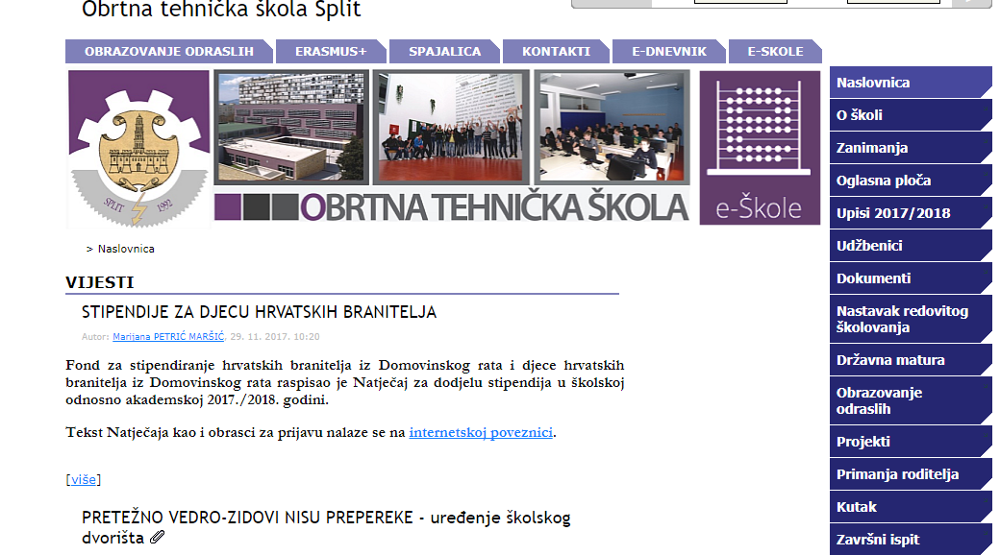 Obrtna tehnička škola Split
OBRAZOVANJE ODRASLIH
ERASMUS+
SPAJALICA
KONTAKTI
E-DNEVNIK
E-SKOLE
SPLIT 1992
OBRTNA TEHNIČKA ŠKOLA
e-Škole
> Naslovnica
VIJESTI
STIPENDIJE ZA DJECU HRVATSKIH BRANITELJA
Autor: Marijana PETRIĆ MARŠIĆ, 29. 11. 2017. 10:20
Fond za stipendiranje hrvatskih branitelja iz Domovinskog rata i djece hrvatskih
branitelja iz Domovinskog rata raspisao je Natječaj za dodjelu stipendija u školskoj
odnosno akademskoj 2017./2018. godini.
Tekst Natječaja kao i obrasci za prijavu nalaze se na internetskoj poveznici.
[više]
PRETEŽNO VEDRO-ZIDOVI NISU PREPEREKE - uređenje školskog
dvorišta
Naslovnica
O školi
Zanimanja
Oglasna ploča
Upisi 2017/2018
Udžbenici
Dokumenti
Nastavak redovitog
školovanja
Državna matura
Obrazovanje
odraslih
Projekti
Primanja roditelja
Kutak
Završni ispit